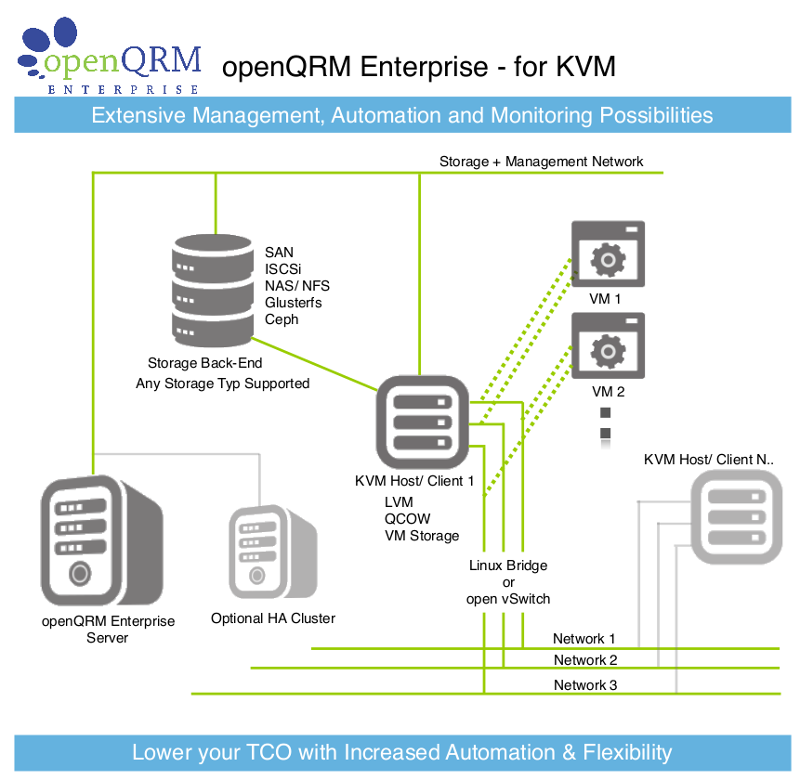 openQRM
ENTERPRISE
openQRM Enterprise - for KVM
Extensive Management, Automation and Monitoring Possibilities
Storage + Management Network
SAN
ISCSi
NAS/ NFS
Glusterfs
Ceph
Storage Back-End
Any Storage Typ Supported
VM 1
VM 2
KVM Host/ Client 1
LVM
QCOW
VM Storage
KVM Host/ Client N..
Linux Bridge
or
open vSwitch
openQRM Enterprise
Server
Optional HA Cluster
Network 1
Network 2
Network 3
Lower your TCO with Increased Automation & Flexibility